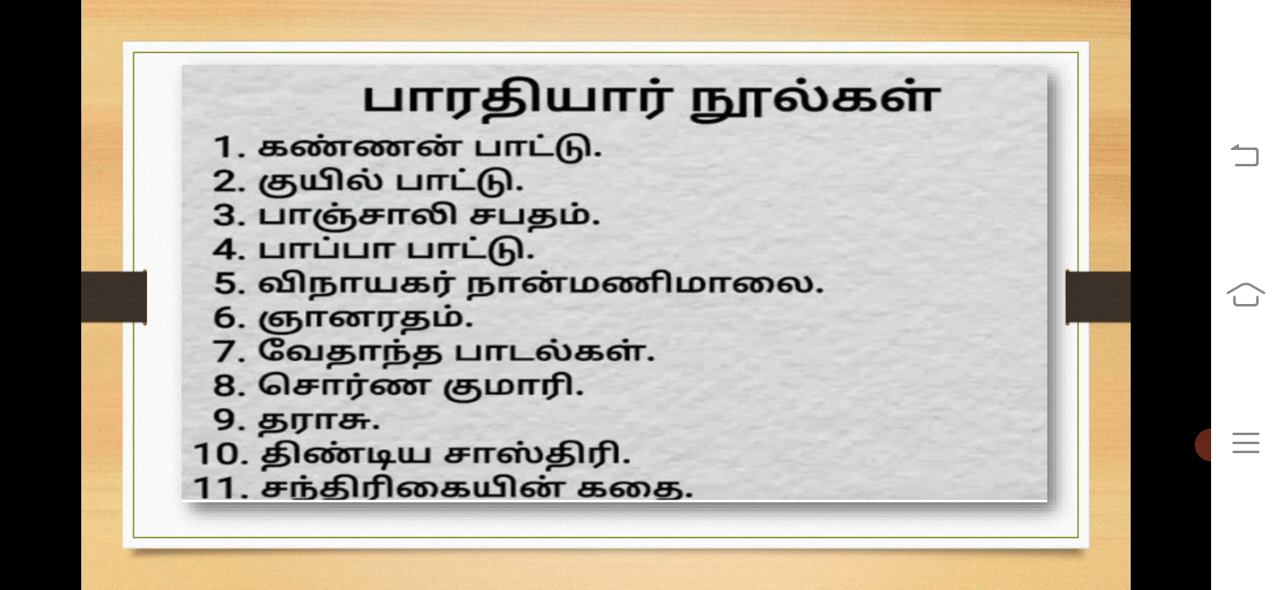 பாரதியார் நூல்கள்
1. கண்ணன் பாட்டு.
2. குயில் பாட்டு.
3. பாஞ்சாலி சபதம்.
4. பாப்பா பாட்டு.
5. விநாயகர் நான்மணிமாலை.
6. ஞானரதம்.
7. வேதாந்த பாடல்கள்.
8. சொர்ண குமாரி.
9. தராசு.
10. திண்டிய சாஸ்திரி.
11. சந்திரிகையின் கதை.